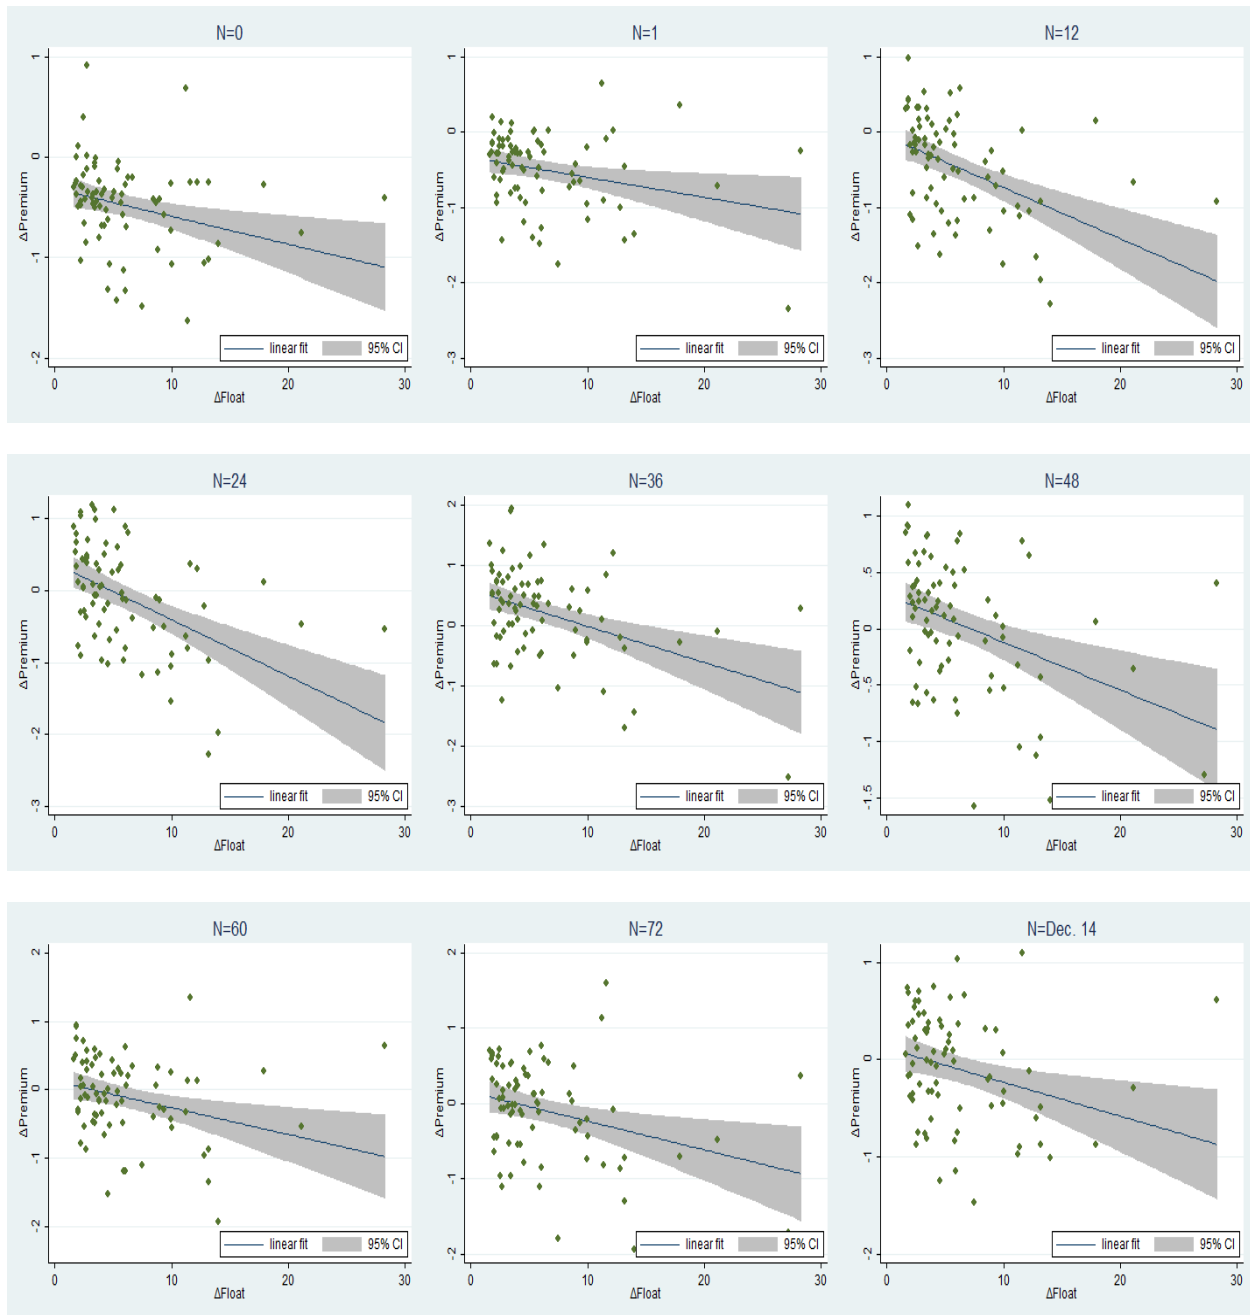 N=0
N=1
N=12
ΔPremium
1
0
-1
-2
linear fit
95% CI
0
10
20
30
ΔFloat
ΔPremium
1
0
-1
-2
-3
linear fit
95% CI
0
10
20
30
ΔFloat
ΔPremium
1
0
-1
-2
-3
linear fit
95% CI
0
10
20
30
ΔFloat
N=24
N=36
N=48
ΔPremium
1
0
-1
-2
-3
linear fit
95% CI
0
10
20
30
ΔFloat
ΔPremium
2
1
0
-1
-2
-3
linear fit
95% CI
0
10
20
30
ΔFloat
ΔPremium
1
.5
0
-.5
-1
-1.5
linear fit
95% CI
0
10
20
30
ΔFloat
N=60
N=72
N=Dec. 14
ΔPremium
2
1
0
-1
-2
linear fit
95% CI
0
10
20
30
ΔFloat
ΔPremium
2
1
0
-1
-2
linear fit
95% CI
0
10
20
30
ΔFloat
ΔPremium
1
0
-1
-2
linear fit
95% CI
0
10
20
30
ΔFloat